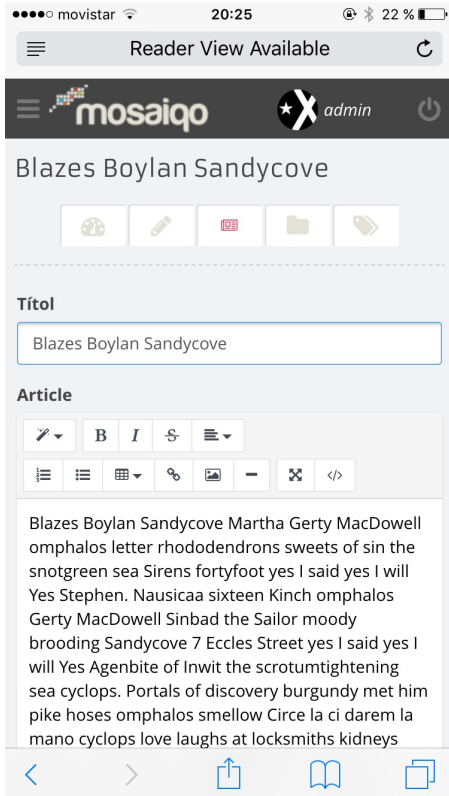 movistar 20:25 22 %
Reader View Available
mosaiqo admin
Blazes Boylan Sandycove
Títol
Blazes Boylan Sandycove
Article
B I S
</>
Blazes Boylan Sandycove Martha Gerty MacDowell
omphalos letter rhododendrons sweets of sin the
snotgreen sea Sirens fortyfoot yes I said yes I will
Yes Stephen. Nausicaa sixteen Kinch omphalos
Gerty MacDowell Sinbad the Sailor moody
brooding Sandycove 7 Eccles Street yes I said yes I
will Yes Agenbite of Inwit the scrotumtightening
sea cyclops. Portals of discovery burgundy met him
pike hoses omphalos smellow Circe la ci darem la
mano cyclops love laughs at locksmiths kidneys